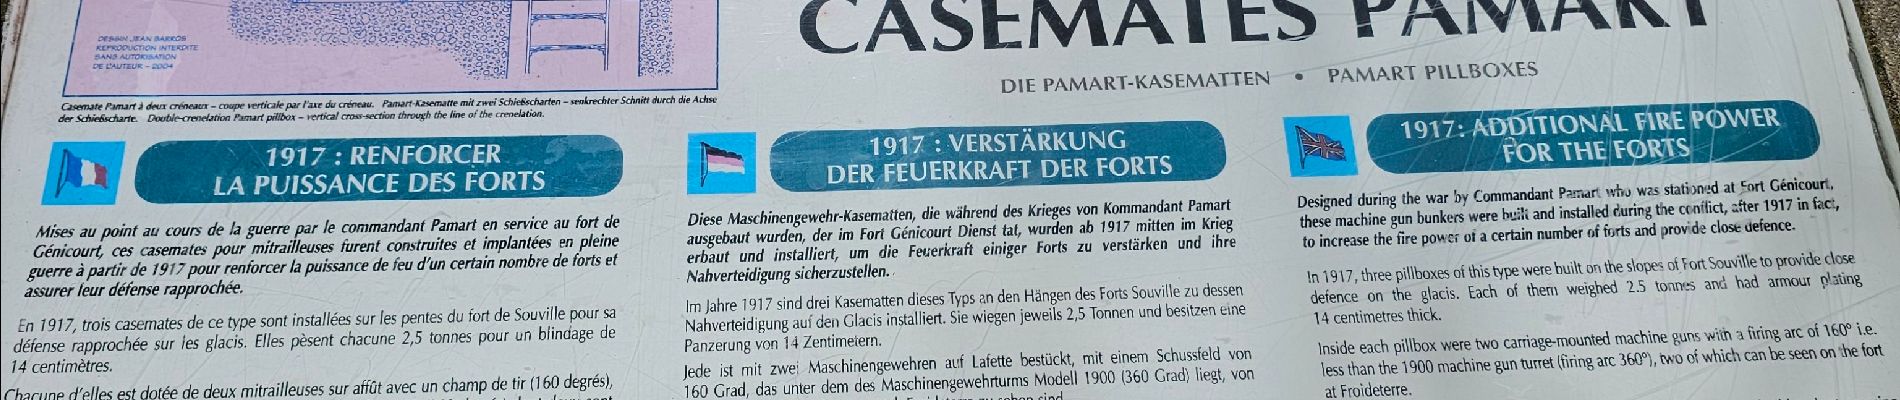 DESSIN JEAN BARROS
REPRODUCTION INTERDITE
SANS AUTORISATION
DE L'AUTEUR - 2004
Casemate Pamart à deux créneaux – coupe verticale par l'axe du créneau. Pamart-Kasematte mit zwei Schießscharten – senkrechter Schnitt durch die Achse
der Schießscharte. Double-crenelation Pamart pillbox – vertical cross-section through the line of the crenelation.
CASEMATES PAMART
DIE PAMART-KASEMATTEN • PAMART PILLBOXES
1917 : RENFORCER
LA PUISSANCE DES FORTS
Mises au point au cours de la guerre par le commandant Pamart en service au fort de
Génicourt, ces casemates pour mitrailleuses furent construites et implantées en pleine
guerre à partir de 1917 pour renforcer la puissance de feu d'un certain nombre de forts et
assurer leur défense rapprochée.
En 1917, trois casemates de ce type sont installées sur les pentes du fort de Souville pour sa
défense rapprochée sur les glacis. Elles pèsent chacune 2,5 tonnes pour un blindage de
14 centimètres.
Chacune d'elles est dotée de deux mitrailleuses sur affût avec un champ de tir (160 degrés),
1917 : VERSTÄRKUNG
DER FEUERKRAFT DER FORTS
Diese Maschinengewehr-Kasematten, die während des Krieges von Kommandant Pamart
ausgebaut wurden, der im Fort Génicourt Dienst tat, wurden ab 1917 mitten im Krieg
erbaut und installiert, um die Feuerkraft einiger Forts zu verstärken und ihre
Nahverteidigung sicherzustellen.
Im Jahre 1917 sind drei Kasematten dieses Typs an den Hängen des Forts Souville zu dessen
Nahverteidigung auf den Glacis installiert. Sie wiegen jeweils 2,5 Tonnen und besitzen eine
Panzerung von 14 Zentimetern.
Jede ist mit zwei Maschinengewehren auf Lafette bestückt, mit einem Schussfeld von
160 Grad, das unter dem des Maschinengewehrturms Modell 1900 (360 Grad) liegt, von
1917: ADDITIONAL FIRE POWER
FOR THE FORTS
Designed during the war by Commandant Pamart who was stationed at Fort Génicourt,
these machine gun bunkers were built and installed during the conflict, after 1917 in fact,
to increase the fire power of a certain number of forts and provide close defence.
In 1917, three pillboxes of this type were built on the slopes of Fort Souville to provide close
defence on the glacis. Each of them weighed 2.5 tonnes and had armour plating
14 centimetres thick.
Inside each pillbox were two carriage-mounted machine guns with a firing arc of 160° i.e.
less than the 1900 machine gun turret (firing arc 360°), two of which can be seen on the fort
at Froideterre.